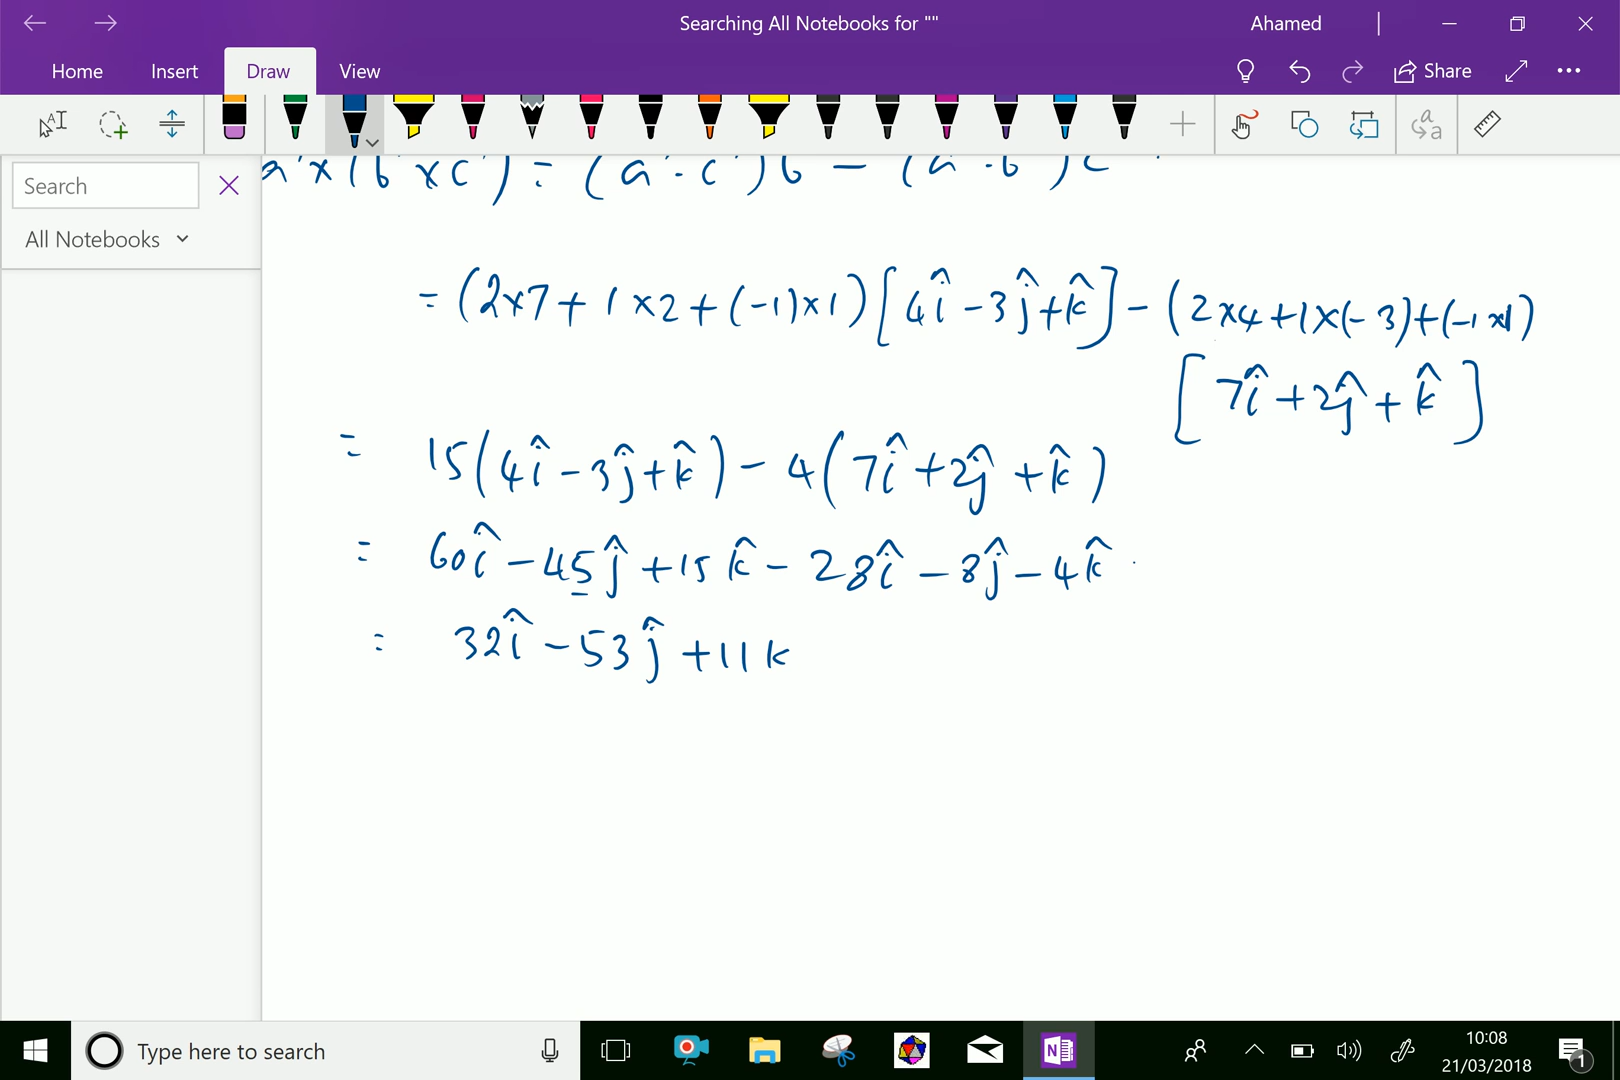 Searching All Notebooks for ""
Ahamed
Home Insert Draw View
Share
Search
All Notebooks
a × (b × c) = (a · c) b − (a · b) c
= (2×7 + 1×2 + (−1)×1) [4î − 3ĵ + k̂] − (2×4 + 1×(−3) + (−1×1)
[7î + 2ĵ + k̂]
= 15(4î − 3ĵ + k̂) − 4(7î + 2ĵ + k̂)
= 60î − 45ĵ + 15k̂ − 28î − 8ĵ − 4k̂
= 32î − 53ĵ + 11k
Type here to search
10:08
21/03/2018
1